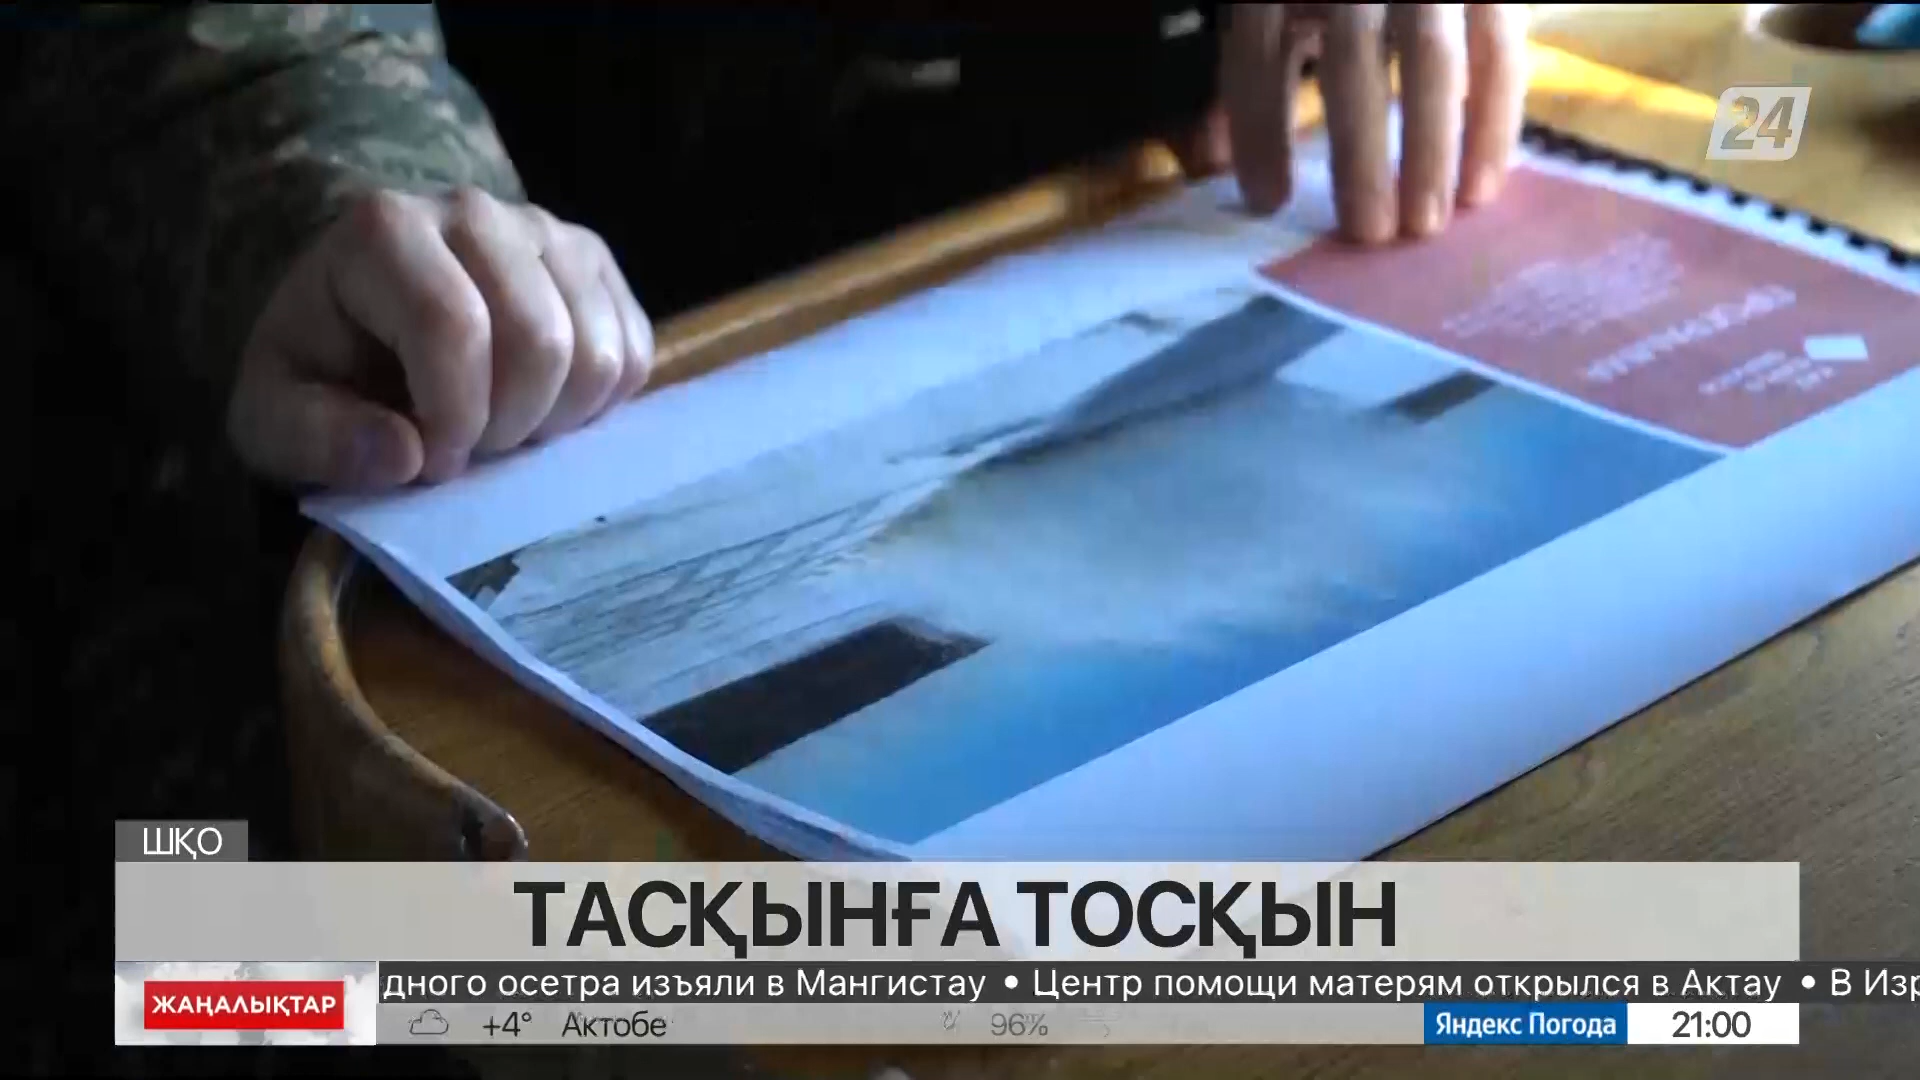 24
ШҚО
ТАСҚЫНҒА ТОСҚЫН
ЖАҢАЛЫҚТАР
дного осетра изъяли в Мангистау • Центр помощи матерям открылся в Актау • В Изр
+4° Актобе 96% Яндекс Погода 21:00